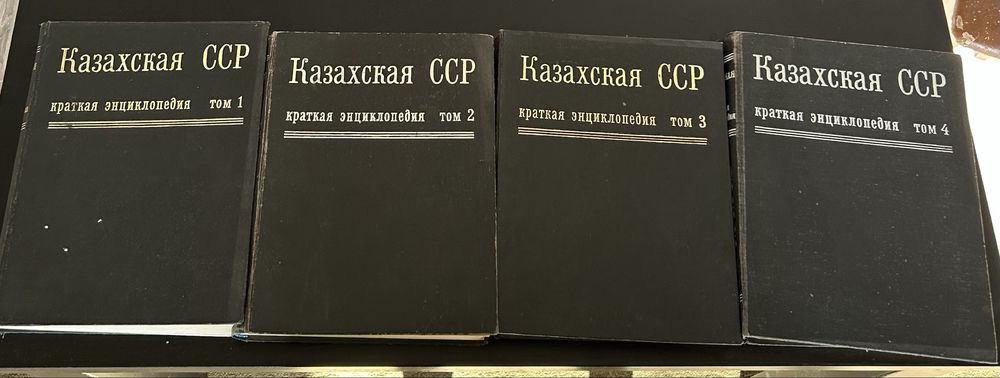 Казахская ССР
краткая энциклопедия том 1
Казахская ССР
краткая энциклопедия том 2
Казахская ССР
краткая энциклопедия том 3
Казахская ССР
краткая энциклопедия том 4